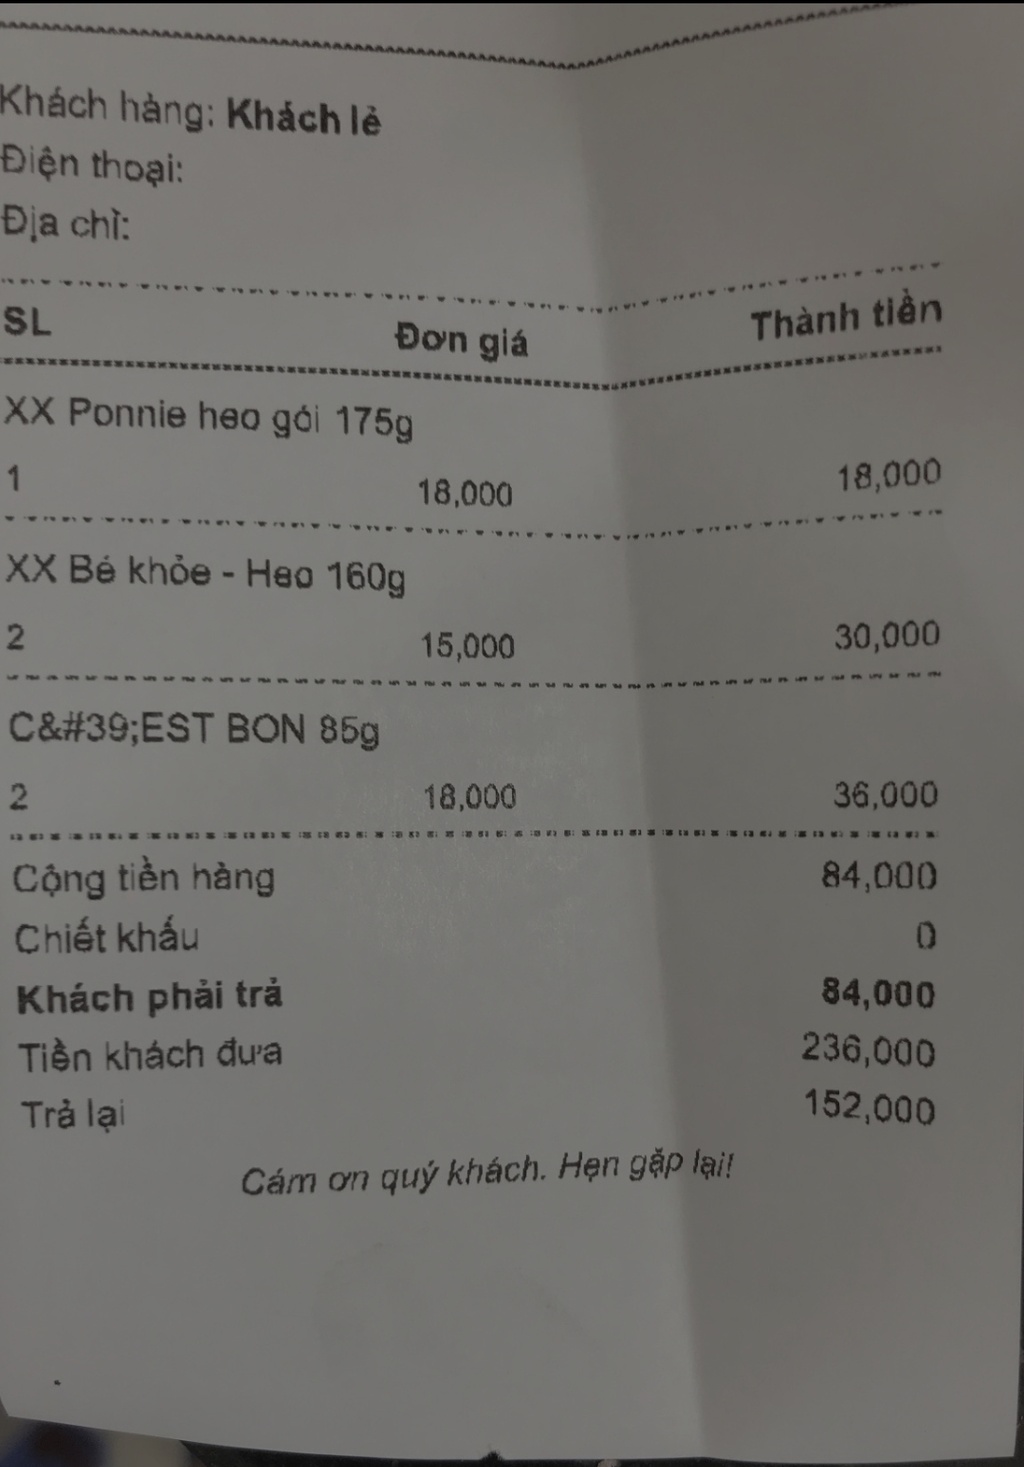 Khách hàng: Khách lẻ
Điện thoại:
Địa chỉ:
SL Đơn giá Thành tiền
XX Ponnie heo gói 175g
1 18,000 18,000
XX Bé khỏe - Heo 160g
2 15,000 30,000
C&#39;EST BON 85g
2 18,000 36,000
Cộng tiền hàng 84,000
Chiết khấu 0
Khách phải trả 84,000
Tiền khách đưa 236,000
Trả lại 152,000
Cám ơn quý khách. Hẹn gặp lại!